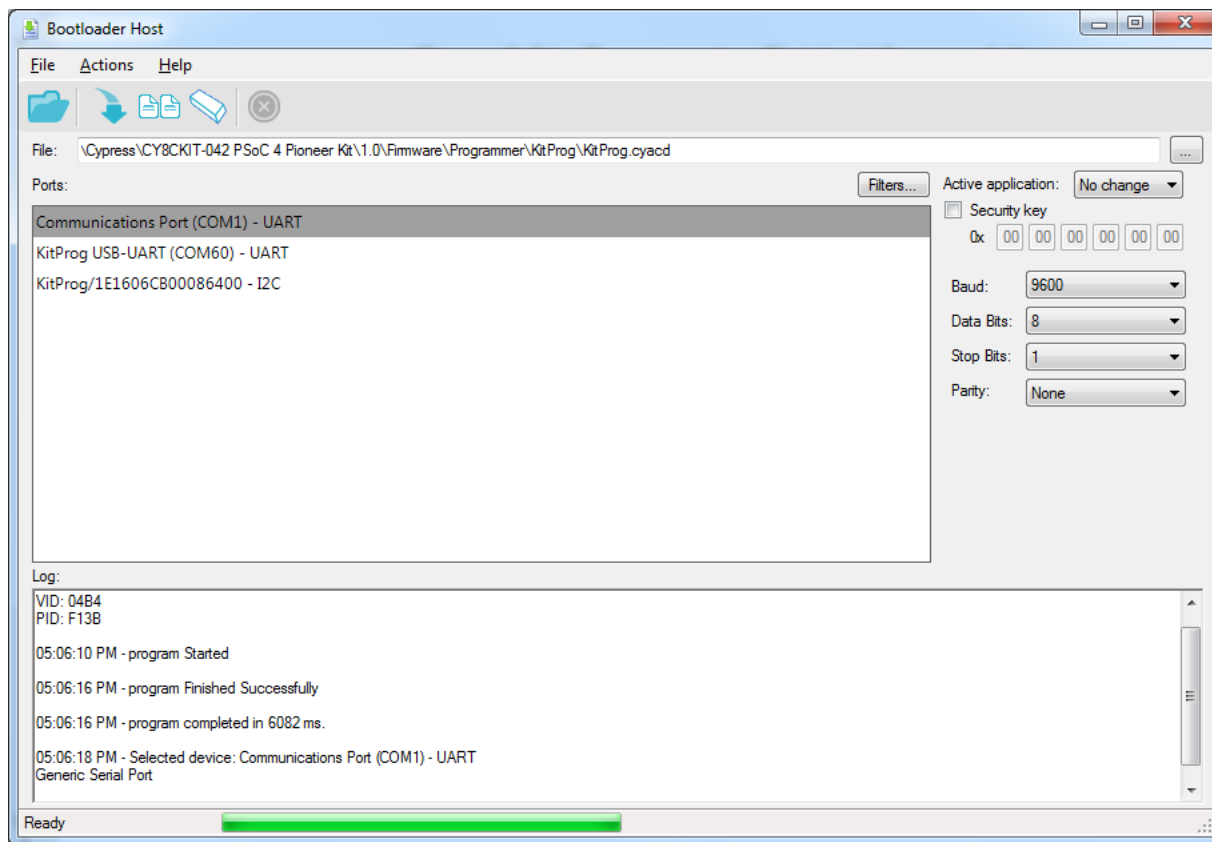 Bootloader Host
File Actions Help
File: \Cypress\CY8CKIT-042 PSoC 4 Pioneer Kit\1.0\Firmware\Programmer\KitProg\KitProg.cyacd ...
Ports: Filters... Active application: No change
Communications Port (COM1) - UART
KitProg USB-UART (COM60) - UART
KitProg/1E1606CB00086400 - I2C
Security key
0x 00 00 00 00 00 00
Baud: 9600
Data Bits: 8
Stop Bits: 1
Parity: None
Log:
VID: 04B4
PID: F13B
05:06:10 PM - program Started
05:06:16 PM - program Finished Successfully
05:06:16 PM - program completed in 6082 ms.
05:06:18 PM - Selected device: Communications Port (COM1) - UART
Generic Serial Port
Ready